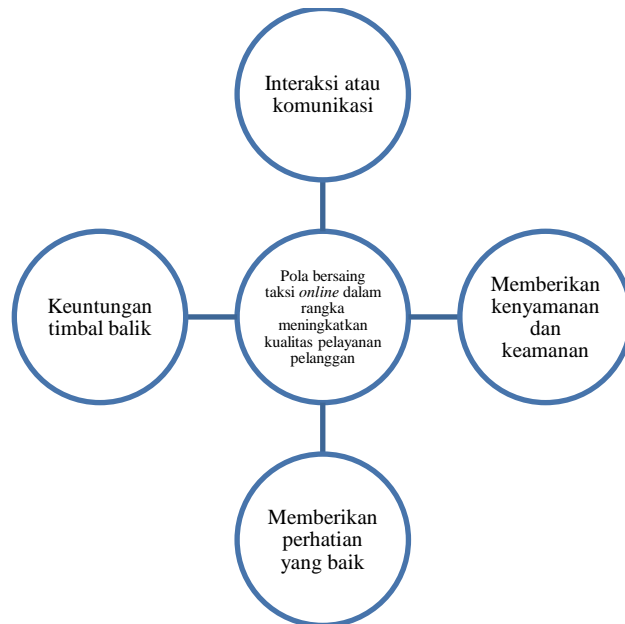 Interaksi atau
komunikasi
Keuntungan
timbal balik
Pola bersaing
taksi online dalam
rangka
meningkatkan
kualitas pelayanan
pelanggan
Memberikan
kenyamanan
dan
keamanan
Memberikan
perhatian
yang baik